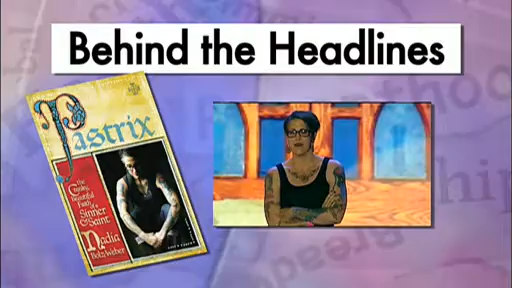 Behind the Headlines
Pastrix
the
Cranky,
Beautiful
Faith
of a
Sinner
& Saint
Nadia
Bolz-Weber